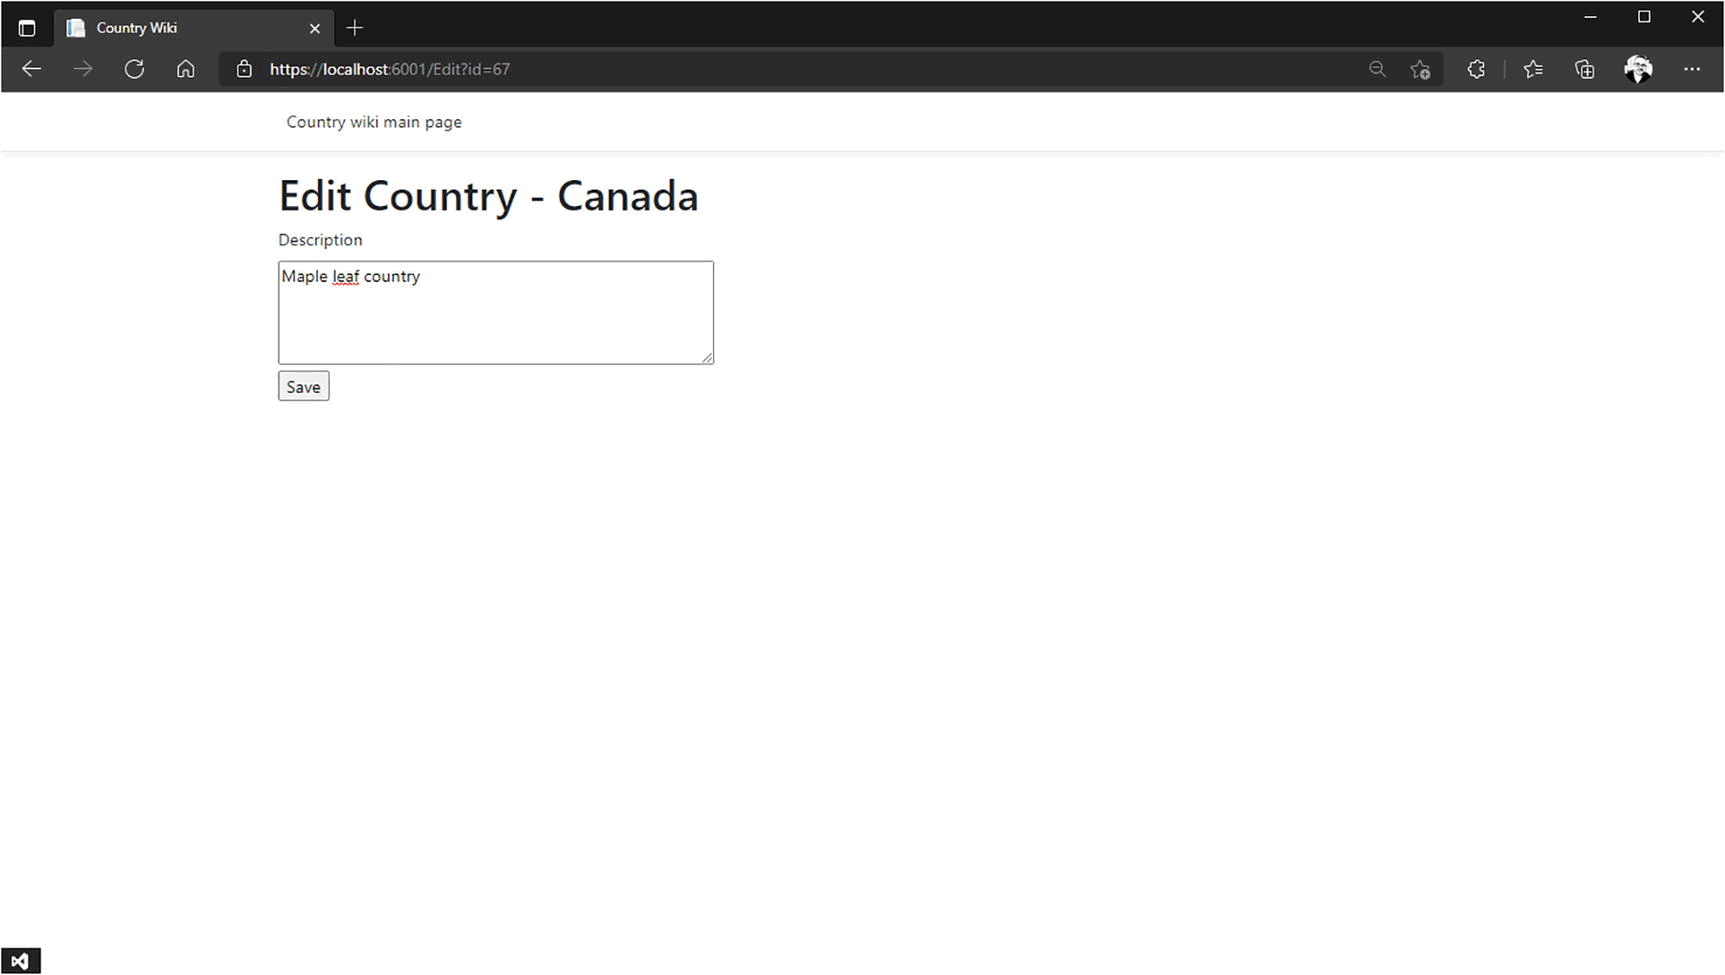 Country Wiki
https://localhost:6001/Edit?id=67
Country wiki main page
Edit Country - Canada
Description
Maple leaf country
Save